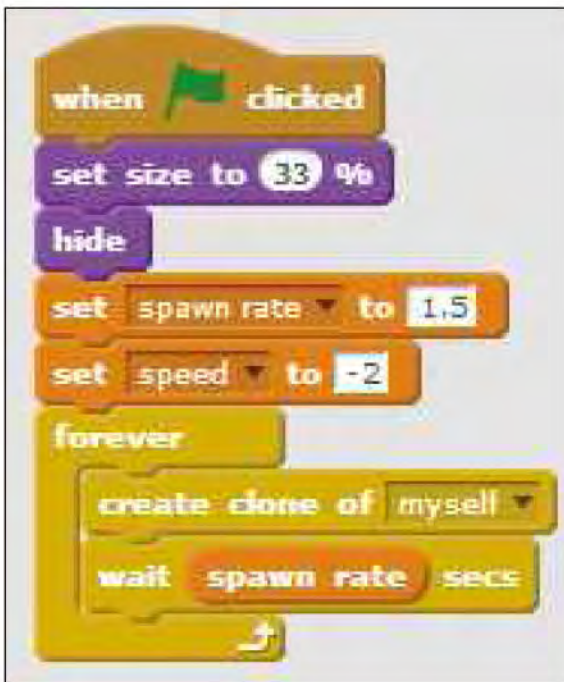 when clicked
set size to 33 %
hide
set spawn rate to 1.5
set speed to -2
forever
create clone of myself
wait spawn rate secs